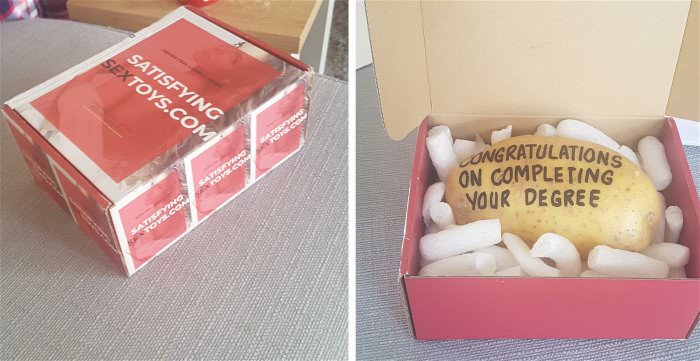 SATISFYING
SEXTOYS.COM
SATISFYING
SEXTOYS.COM
SATISFYING
SEXTOYS.COM
SATISFYING
SEXTOYS.COM
CONGRATULATIONS
ON COMPLETING
YOUR DEGREE